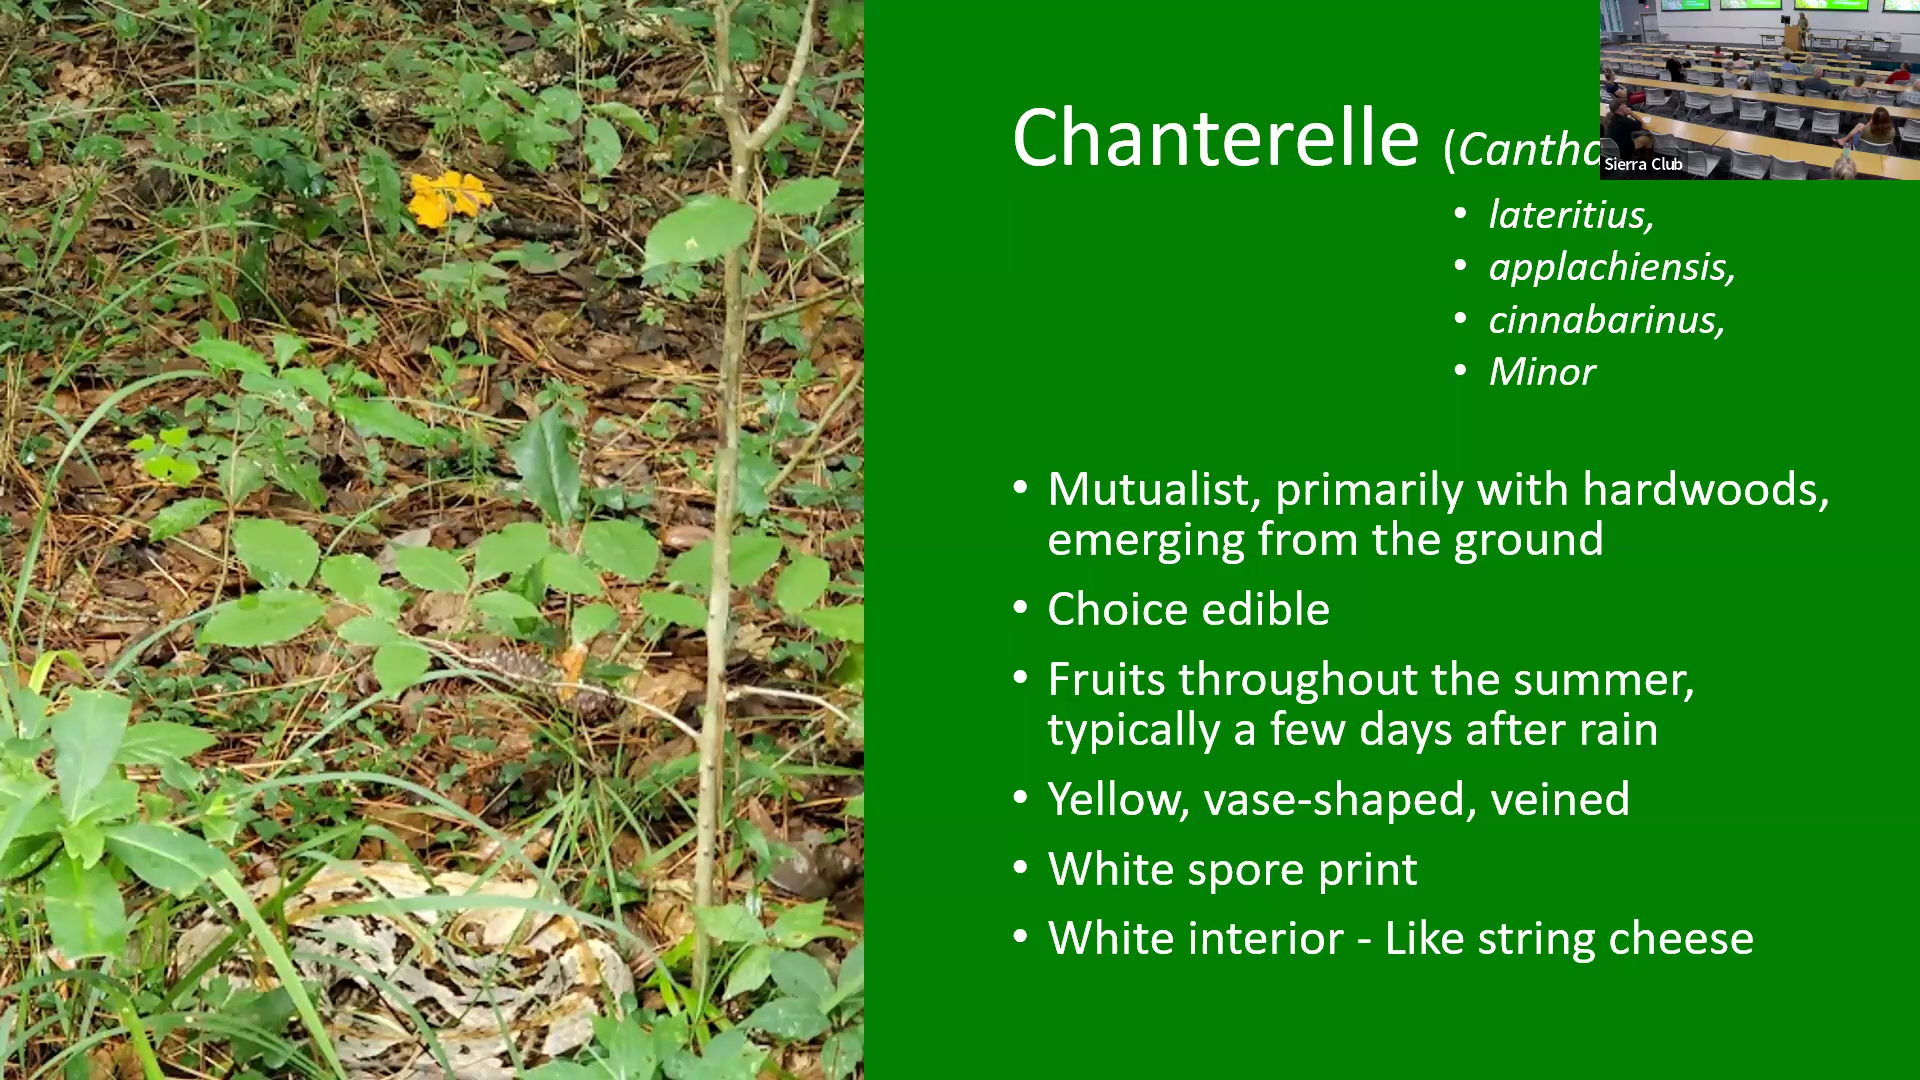 Chanterelle (Cantha
Sierra Club
• lateritius,
• applachiensis,
• cinnabarinus,
• Minor
• Mutualist, primarily with hardwoods,
emerging from the ground
• Choice edible
• Fruits throughout the summer,
typically a few days after rain
• Yellow, vase-shaped, veined
• White spore print
• White interior - Like string cheese